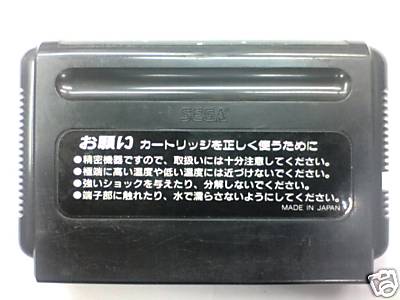 SEGA
お願い カートリッジを正しく使うために
●精密機器ですので、取扱いには十分注意してください。
●極端に高い温度や低い温度には近づけないでください。
●強いショックを与えたり、分解しないでください。
●端子部に触れたり、水で濡らさないようにしてください。
MADE IN JAPAN
eb